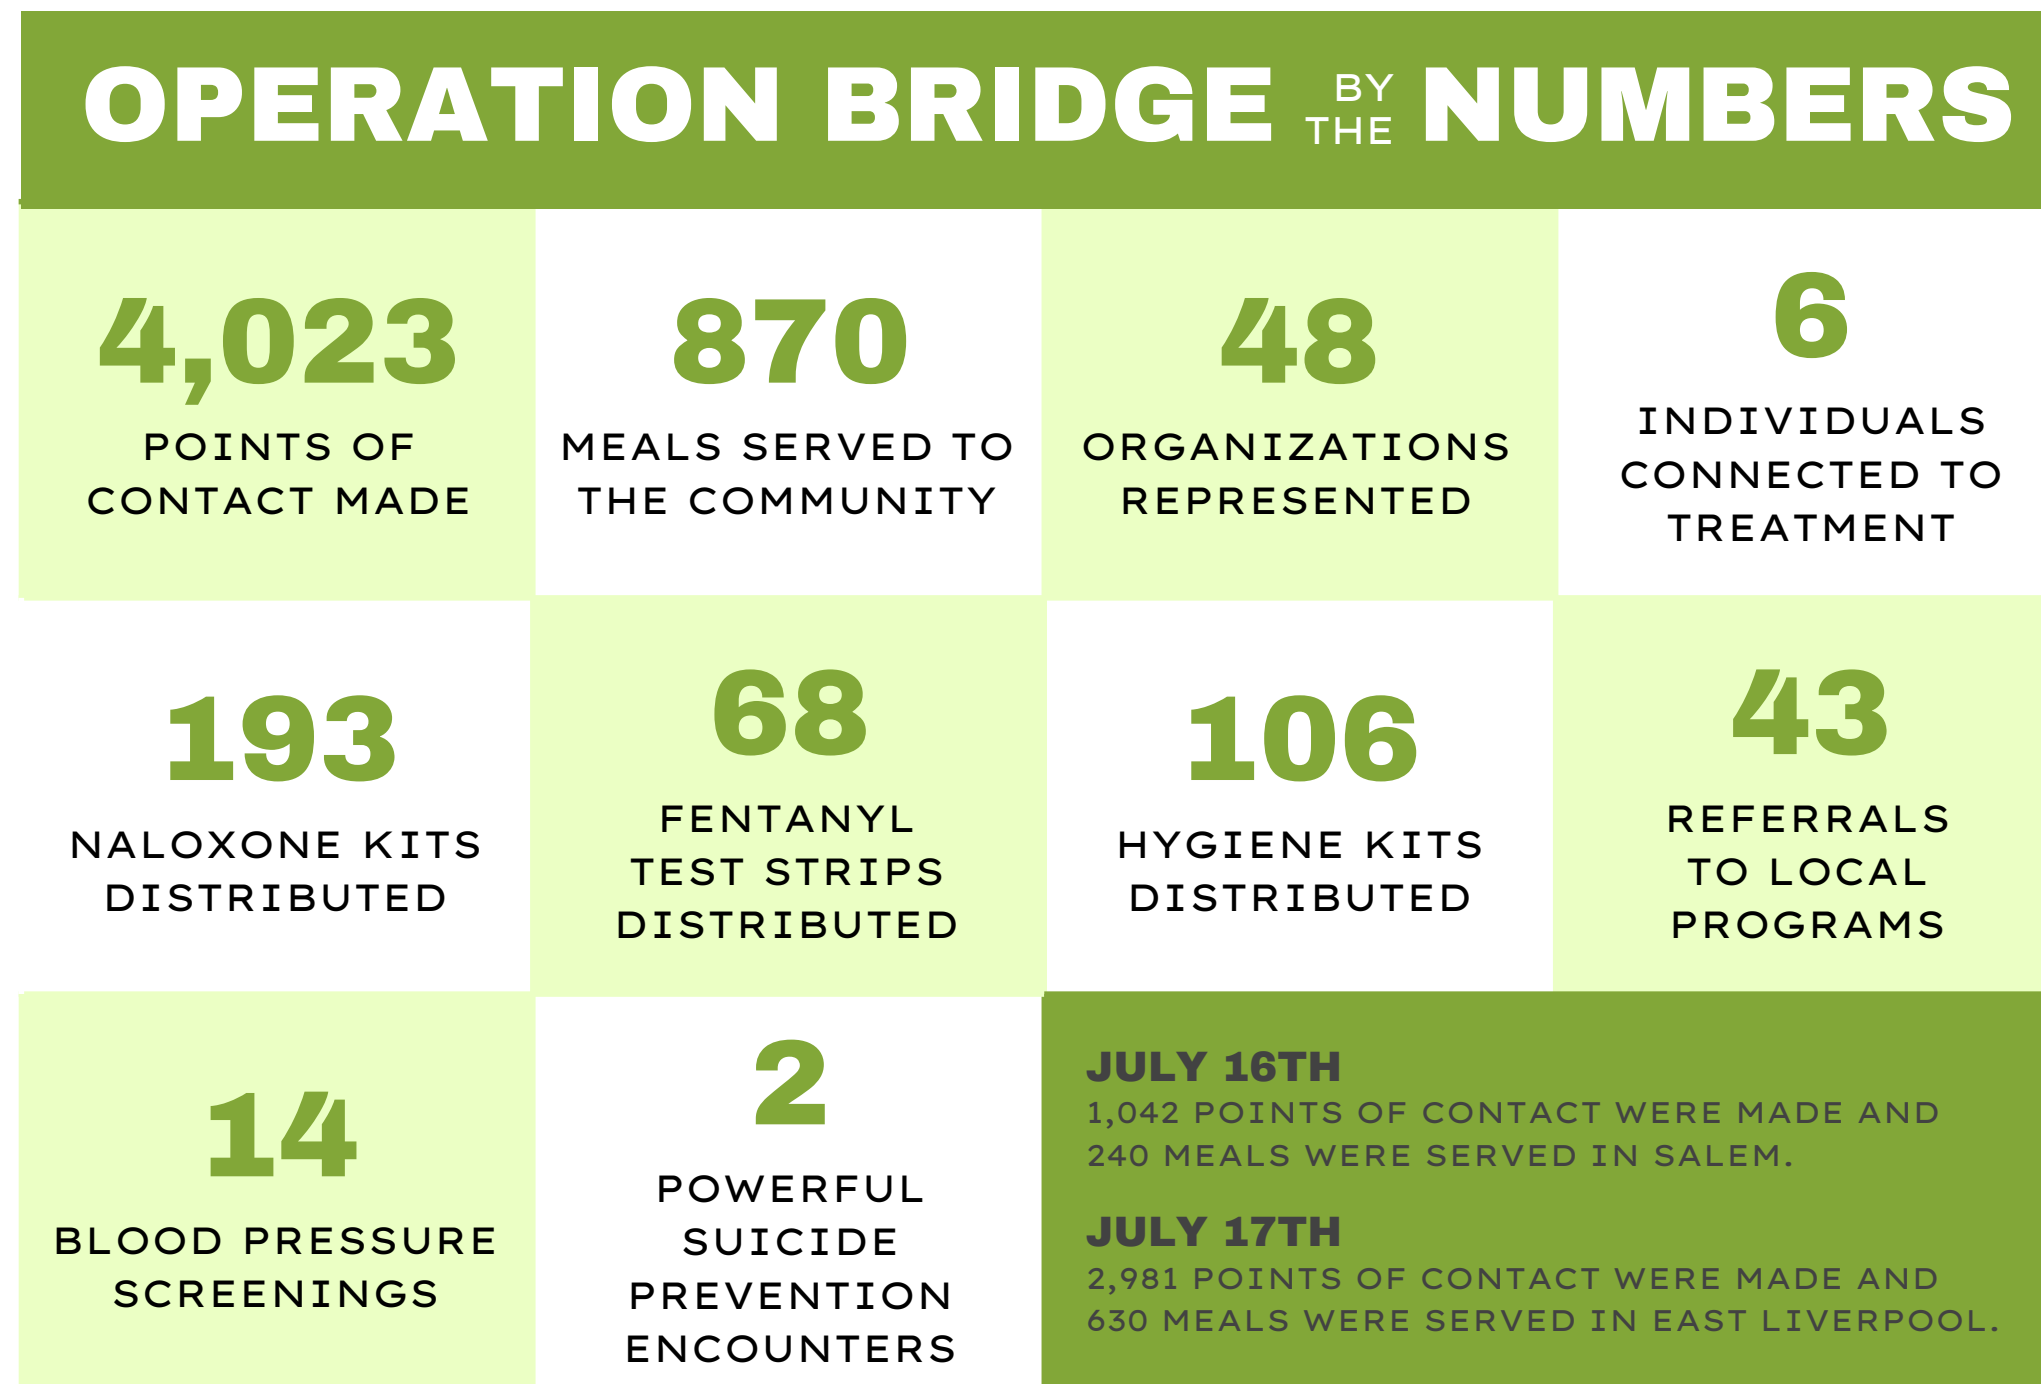 OPERATION BRIDGE BY THE NUMBERS
4,023
POINTS OF
CONTACT MADE
870
MEALS SERVED TO
THE COMMUNITY
48
ORGANIZATIONS
REPRESENTED
6
INDIVIDUALS
CONNECTED TO
TREATMENT
193
NALOXONE KITS
DISTRIBUTED
68
FENTANYL
TEST STRIPS
DISTRIBUTED
106
HYGIENE KITS
DISTRIBUTED
43
REFERRALS
TO LOCAL
PROGRAMS
14
BLOOD PRESSURE
SCREENINGS
2
POWERFUL
SUICIDE
PREVENTION
ENCOUNTERS
JULY 16TH
1,042 POINTS OF CONTACT WERE MADE AND
240 MEALS WERE SERVED IN SALEM.
JULY 17TH
2,981 POINTS OF CONTACT WERE MADE AND
630 MEALS WERE SERVED IN EAST LIVERPOOL.